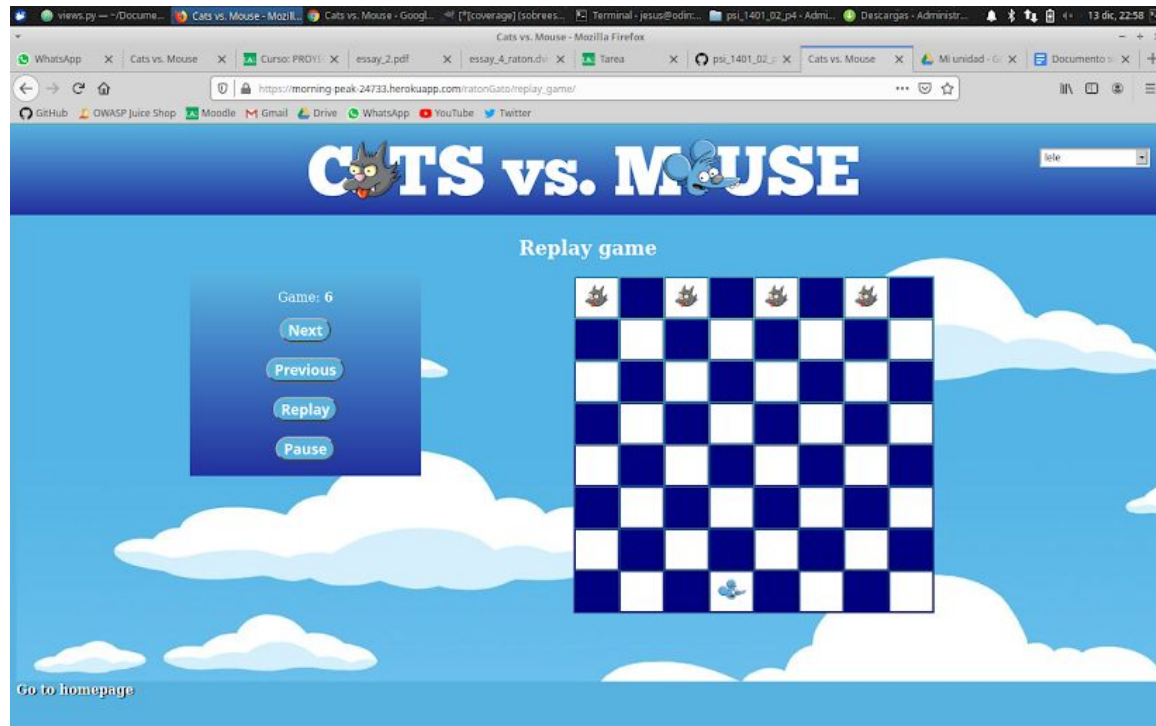 views.py — ~/Docume... Cats vs. Mouse - Mozill... Cats vs. Mouse - Googl... [*[coverage] (sobrees... Terminal - jesus@odin:... psi_1401_02_p4 - Admi... Descargas - Administr... 13 dic, 22:58
Cats vs. Mouse - Mozilla Firefox
WhatsApp Cats vs. Mouse Curso: PROYE essay_2.pdf essay_4_raton.dvi Tarea psi_1401_02_p Cats vs. Mouse Mi unidad - G Documento s
https://morning-peak-24733.herokuapp.com/ratonGato/replay_game/
GitHub OWASP Juice Shop Moodle Gmail Drive WhatsApp YouTube Twitter
CATS vs. MOUSE
lele
Replay game
Game: 6
Next
Previous
Replay
Pause
Go to homepage